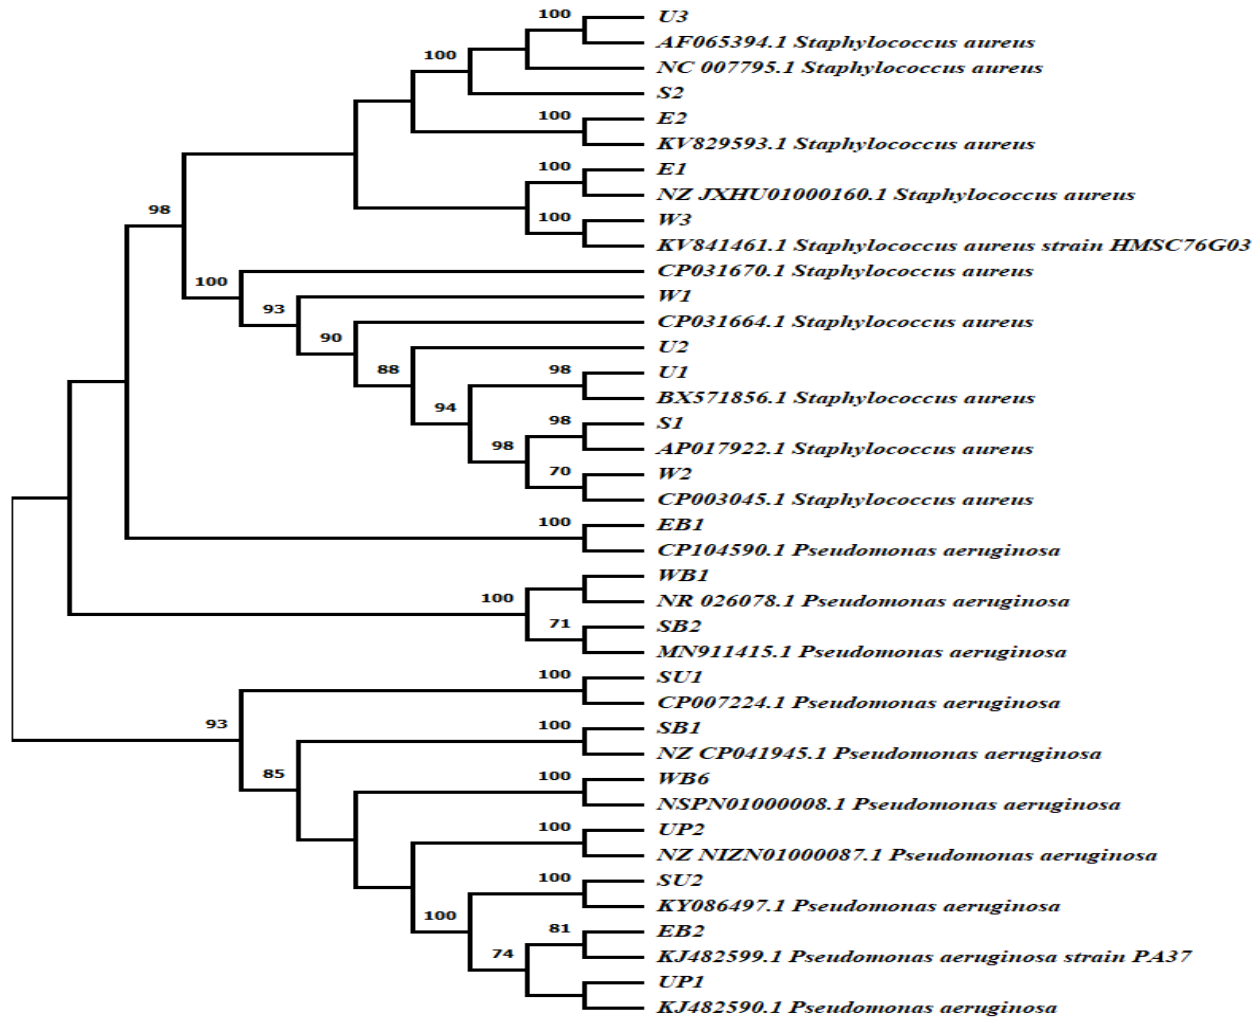 100 U3
AF065394.1 Staphylococcus aureus
100
NC 007795.1 Staphylococcus aureus
S2
100 E2
KV829593.1 Staphylococcus aureus
100 E1
NZ JXHU01000160.1 Staphylococcus aureus
98 100 W3
KV841461.1 Staphylococcus aureus strain HMSC76G03
100 CP031670.1 Staphylococcus aureus
93 W1
CP031664.1 Staphylococcus aureus
90 U2
88 98 U1
BX571856.1 Staphylococcus aureus
94 98 S1
98 AP017922.1 Staphylococcus aureus
70 W2
CP003045.1 Staphylococcus aureus
100 EB1
CP104590.1 Pseudomonas aeruginosa
WB1
100 NR 026078.1 Pseudomonas aeruginosa
71 SB2
MN911415.1 Pseudomonas aeruginosa
100 SU1
CP007224.1 Pseudomonas aeruginosa
93 100 SB1
NZ CP041945.1 Pseudomonas aeruginosa
85 100 WB6
NSPN01000008.1 Pseudomonas aeruginosa
100 UP2
NZ NIZN01000087.1 Pseudomonas aeruginosa
100 SU2
KY086497.1 Pseudomonas aeruginosa
100 81 EB2
74 KJ482599.1 Pseudomonas aeruginosa strain PA37
UP1
KJ482590.1 Pseudomonas aeruginosa